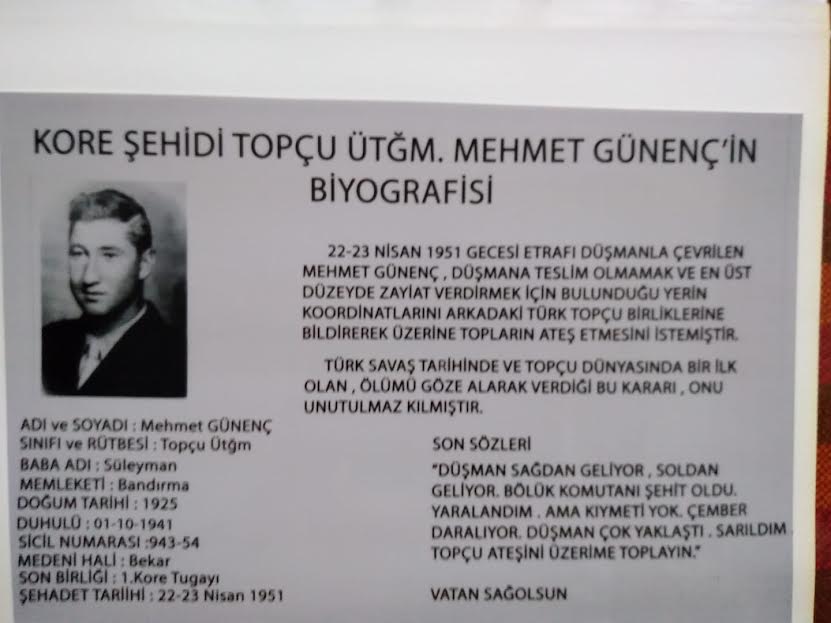 KORE ŞEHİDİ TOPÇU ÜTĞM. MEHMET GÜNENÇ'İN
BİYOGRAFİSİ
22-23 NİSAN 1951 GECESİ ETRAFI DÜŞMANLA ÇEVRİLEN
MEHMET GÜNENÇ , DÜŞMANA TESLİM OLMAMAK VE EN ÜST
DÜZEYDE ZAYİAT VERDİRMEK İÇİN BULUNDUĞU YERİN
KOORDİNATLARINI ARKADAKİ TÜRK TOPÇU BİRLİKLERİNE
BİLDİREREK ÜZERİNE TOPLARIN ATEŞ ETMESİNİ İSTEMİŞTİR.
TÜRK SAVAŞ TARİHİNDE VE TOPÇU DÜNYASINDA BİR İLK
OLAN , ÖLÜMÜ GÖZE ALARAK VERDİĞİ BU KARARI , ONU
UNUTULMAZ KILMIŞTIR.
ADI ve SOYADI : Mehmet GÜNENÇ
SINIFI ve RÜTBESİ : Topçu Ütğm
BABA ADI : Süleyman
MEMLEKETİ : Bandırma
DOĞUM TARİHİ : 1925
DUHULÜ : 01-10-1941
SİCİL NUMARASI :943-54
MEDENİ HALİ : Bekar
SON BİRLİĞİ : 1.Kore Tugayı
ŞEHADET TARİİHİ : 22-23 Nisan 1951
SON SÖZLERİ
"DÜŞMAN SAĞDAN GELİYOR , SOLDAN
GELİYOR. BÖLÜK KOMUTANI ŞEHİT OLDU.
YARALANDIM . AMA KIYMETİ YOK. ÇEMBER
DARALIYOR. DÜŞMAN ÇOK YAKLAŞTI . SARILDIM .
TOPÇU ATEŞİNİ ÜZERİME TOPLAYIN."
VATAN SAĞOLSUN